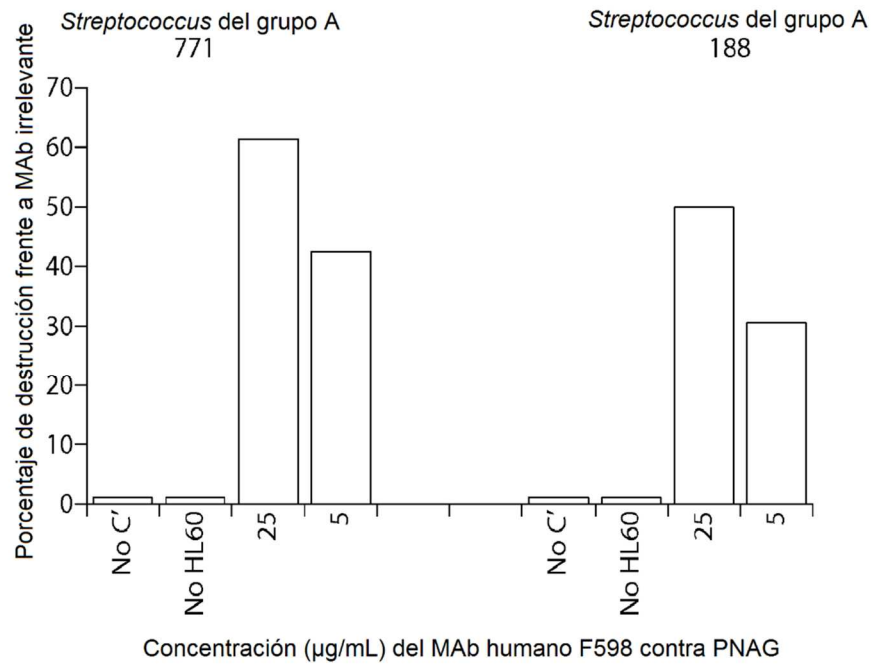 Streptococcus del grupo A
771
Streptococcus del grupo A
188
Porcentaje de destrucción frente a MAb irrelevante
70
60
50
40
30
20
10
0
No C'
No HL60
25
5
No C'
No HL60
25
5
Concentración (µg/mL) del MAb humano F598 contra PNAG